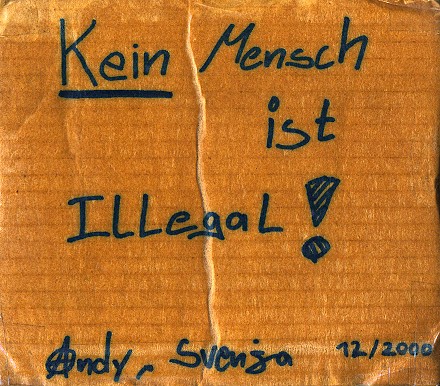 Kein Mensch
ist
ILLegaL!
Andy, Svenja 12/2000